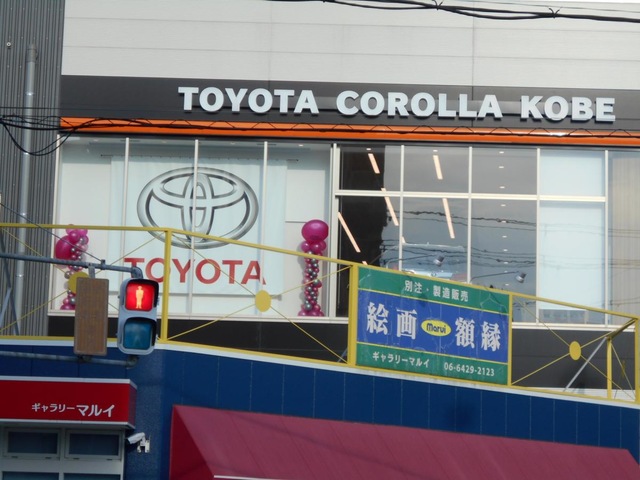 TOYOTA COROLLA KOBE
TOYOTA
別注・製造販売
絵画 Marui 額縁
ギャラリーマルイ 06-6429-2123
ギャラリーマルイ